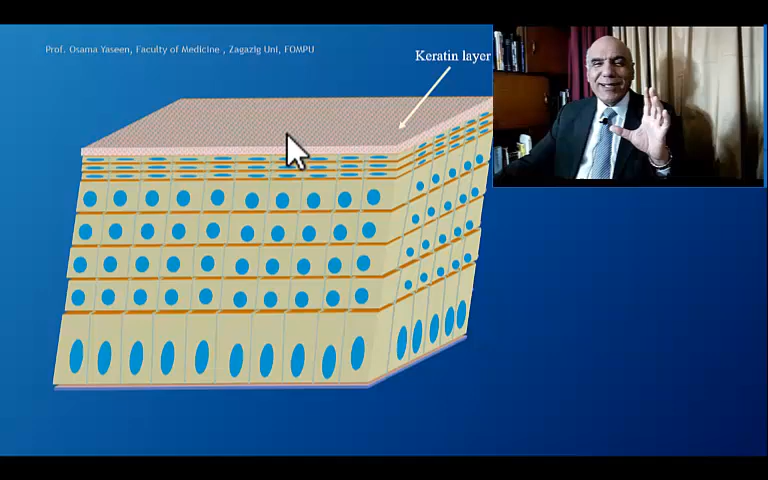 Prof. Osama Yaseen, Faculty of Medicine , Zagazig Uni, FOMPU
Keratin layer